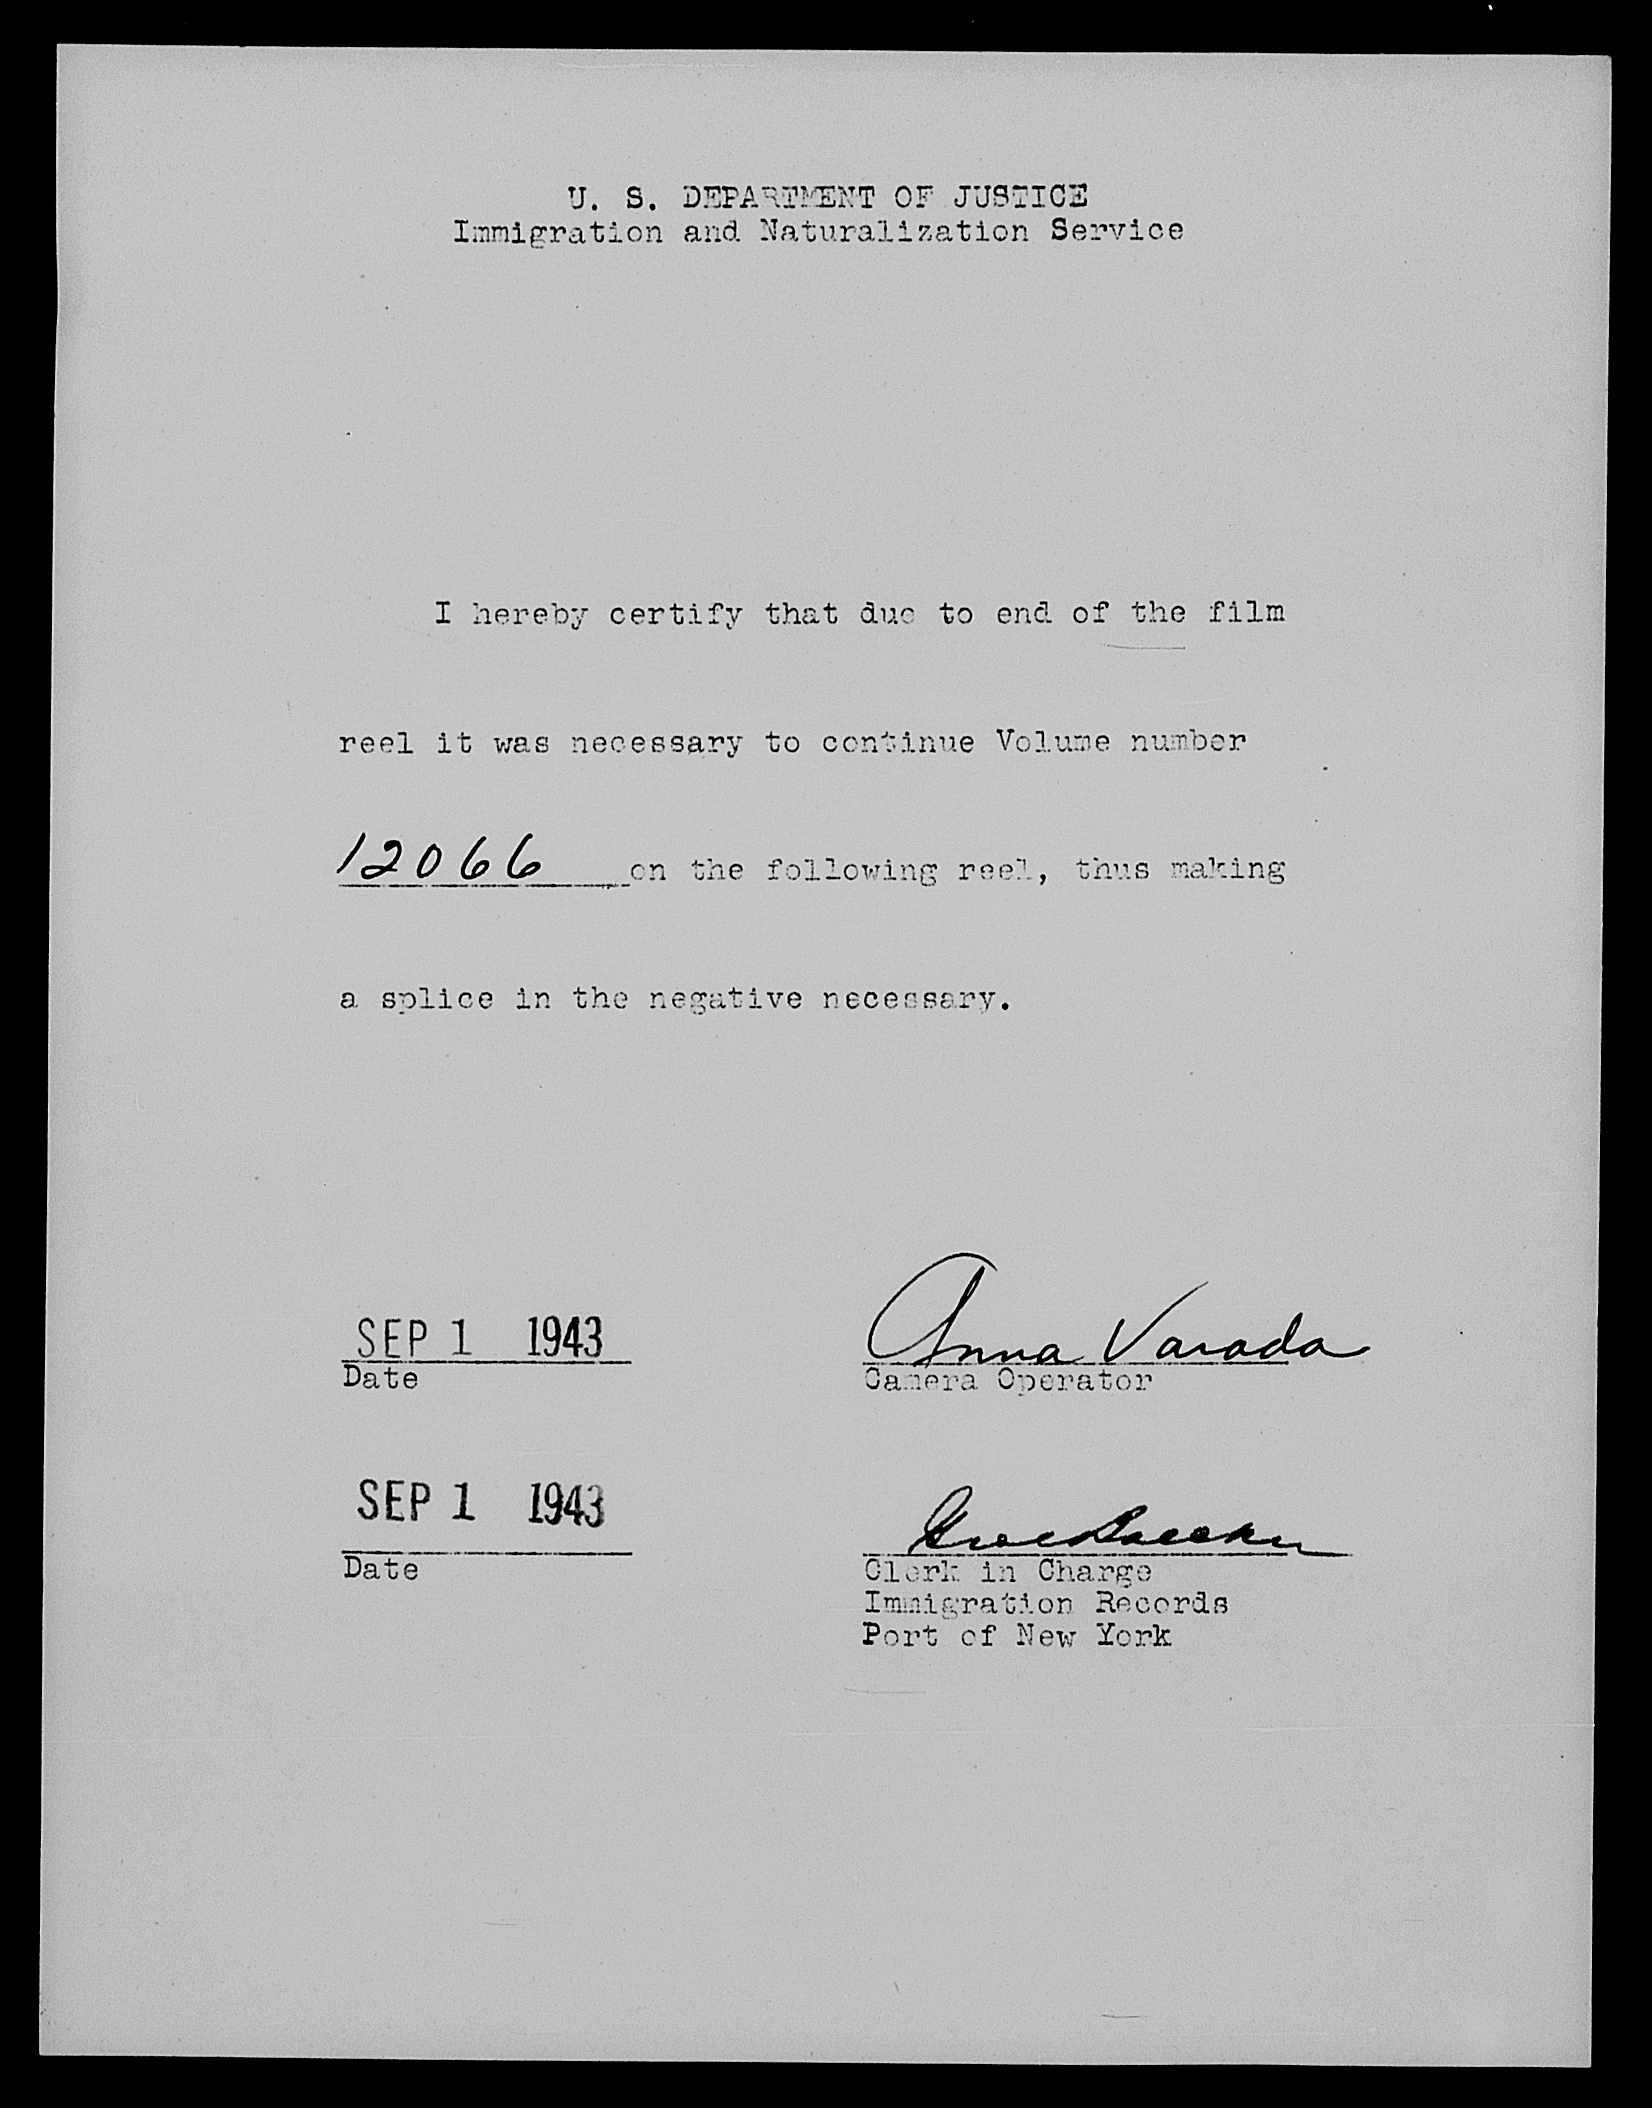 U. S. DEPARTMENT OF JUSTICE
Immigration and Naturalization Service
I hereby certify that due to end of the film
reel it was necessary to continue Volume number
12066 on the following reel, thus making
a splice in the negative necessary.
SEP 1 1943
Date
Anna Varada
Camera Operator
SEP 1 1943
Date
Clerk in Charge
Immigration Records
Port of New York